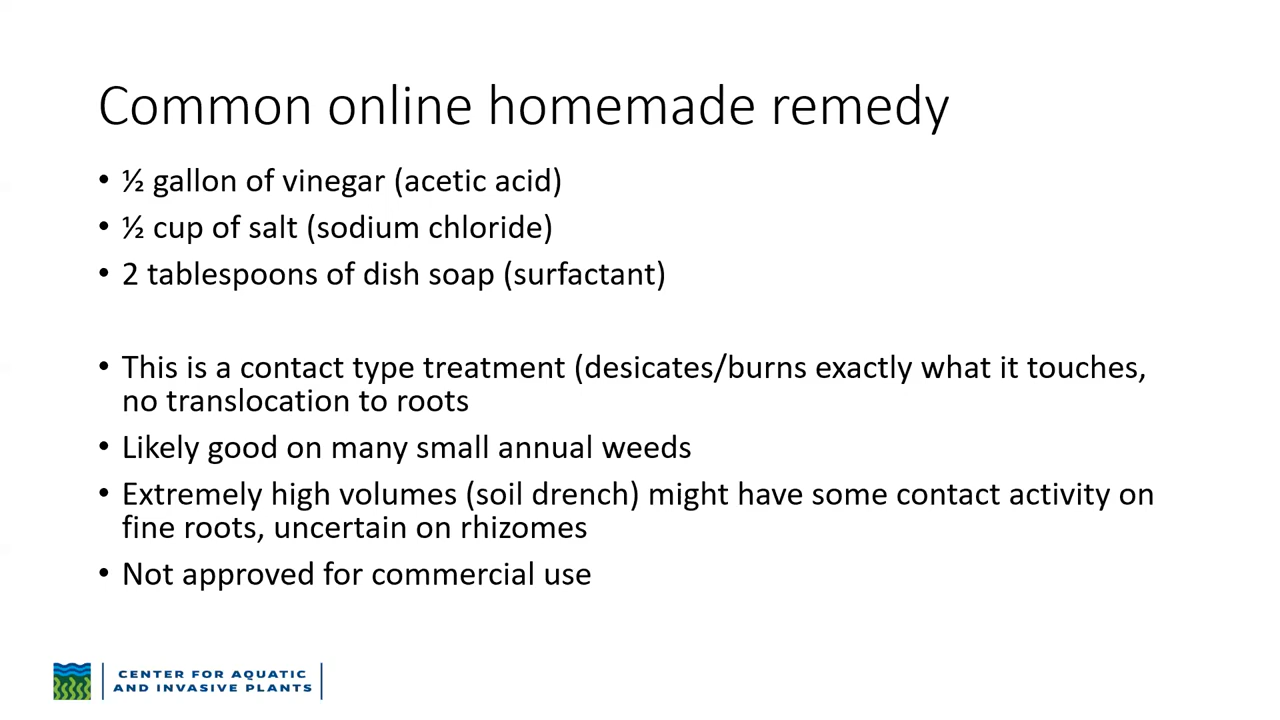 Common online homemade remedy
• ½ gallon of vinegar (acetic acid)
• ½ cup of salt (sodium chloride)
• 2 tablespoons of dish soap (surfactant)
• This is a contact type treatment (desicates/burns exactly what it touches,
no translocation to roots
• Likely good on many small annual weeds
• Extremely high volumes (soil drench) might have some contact activity on
fine roots, uncertain on rhizomes
• Not approved for commercial use
CENTER FOR AQUATIC
AND INVASIVE PLANTS